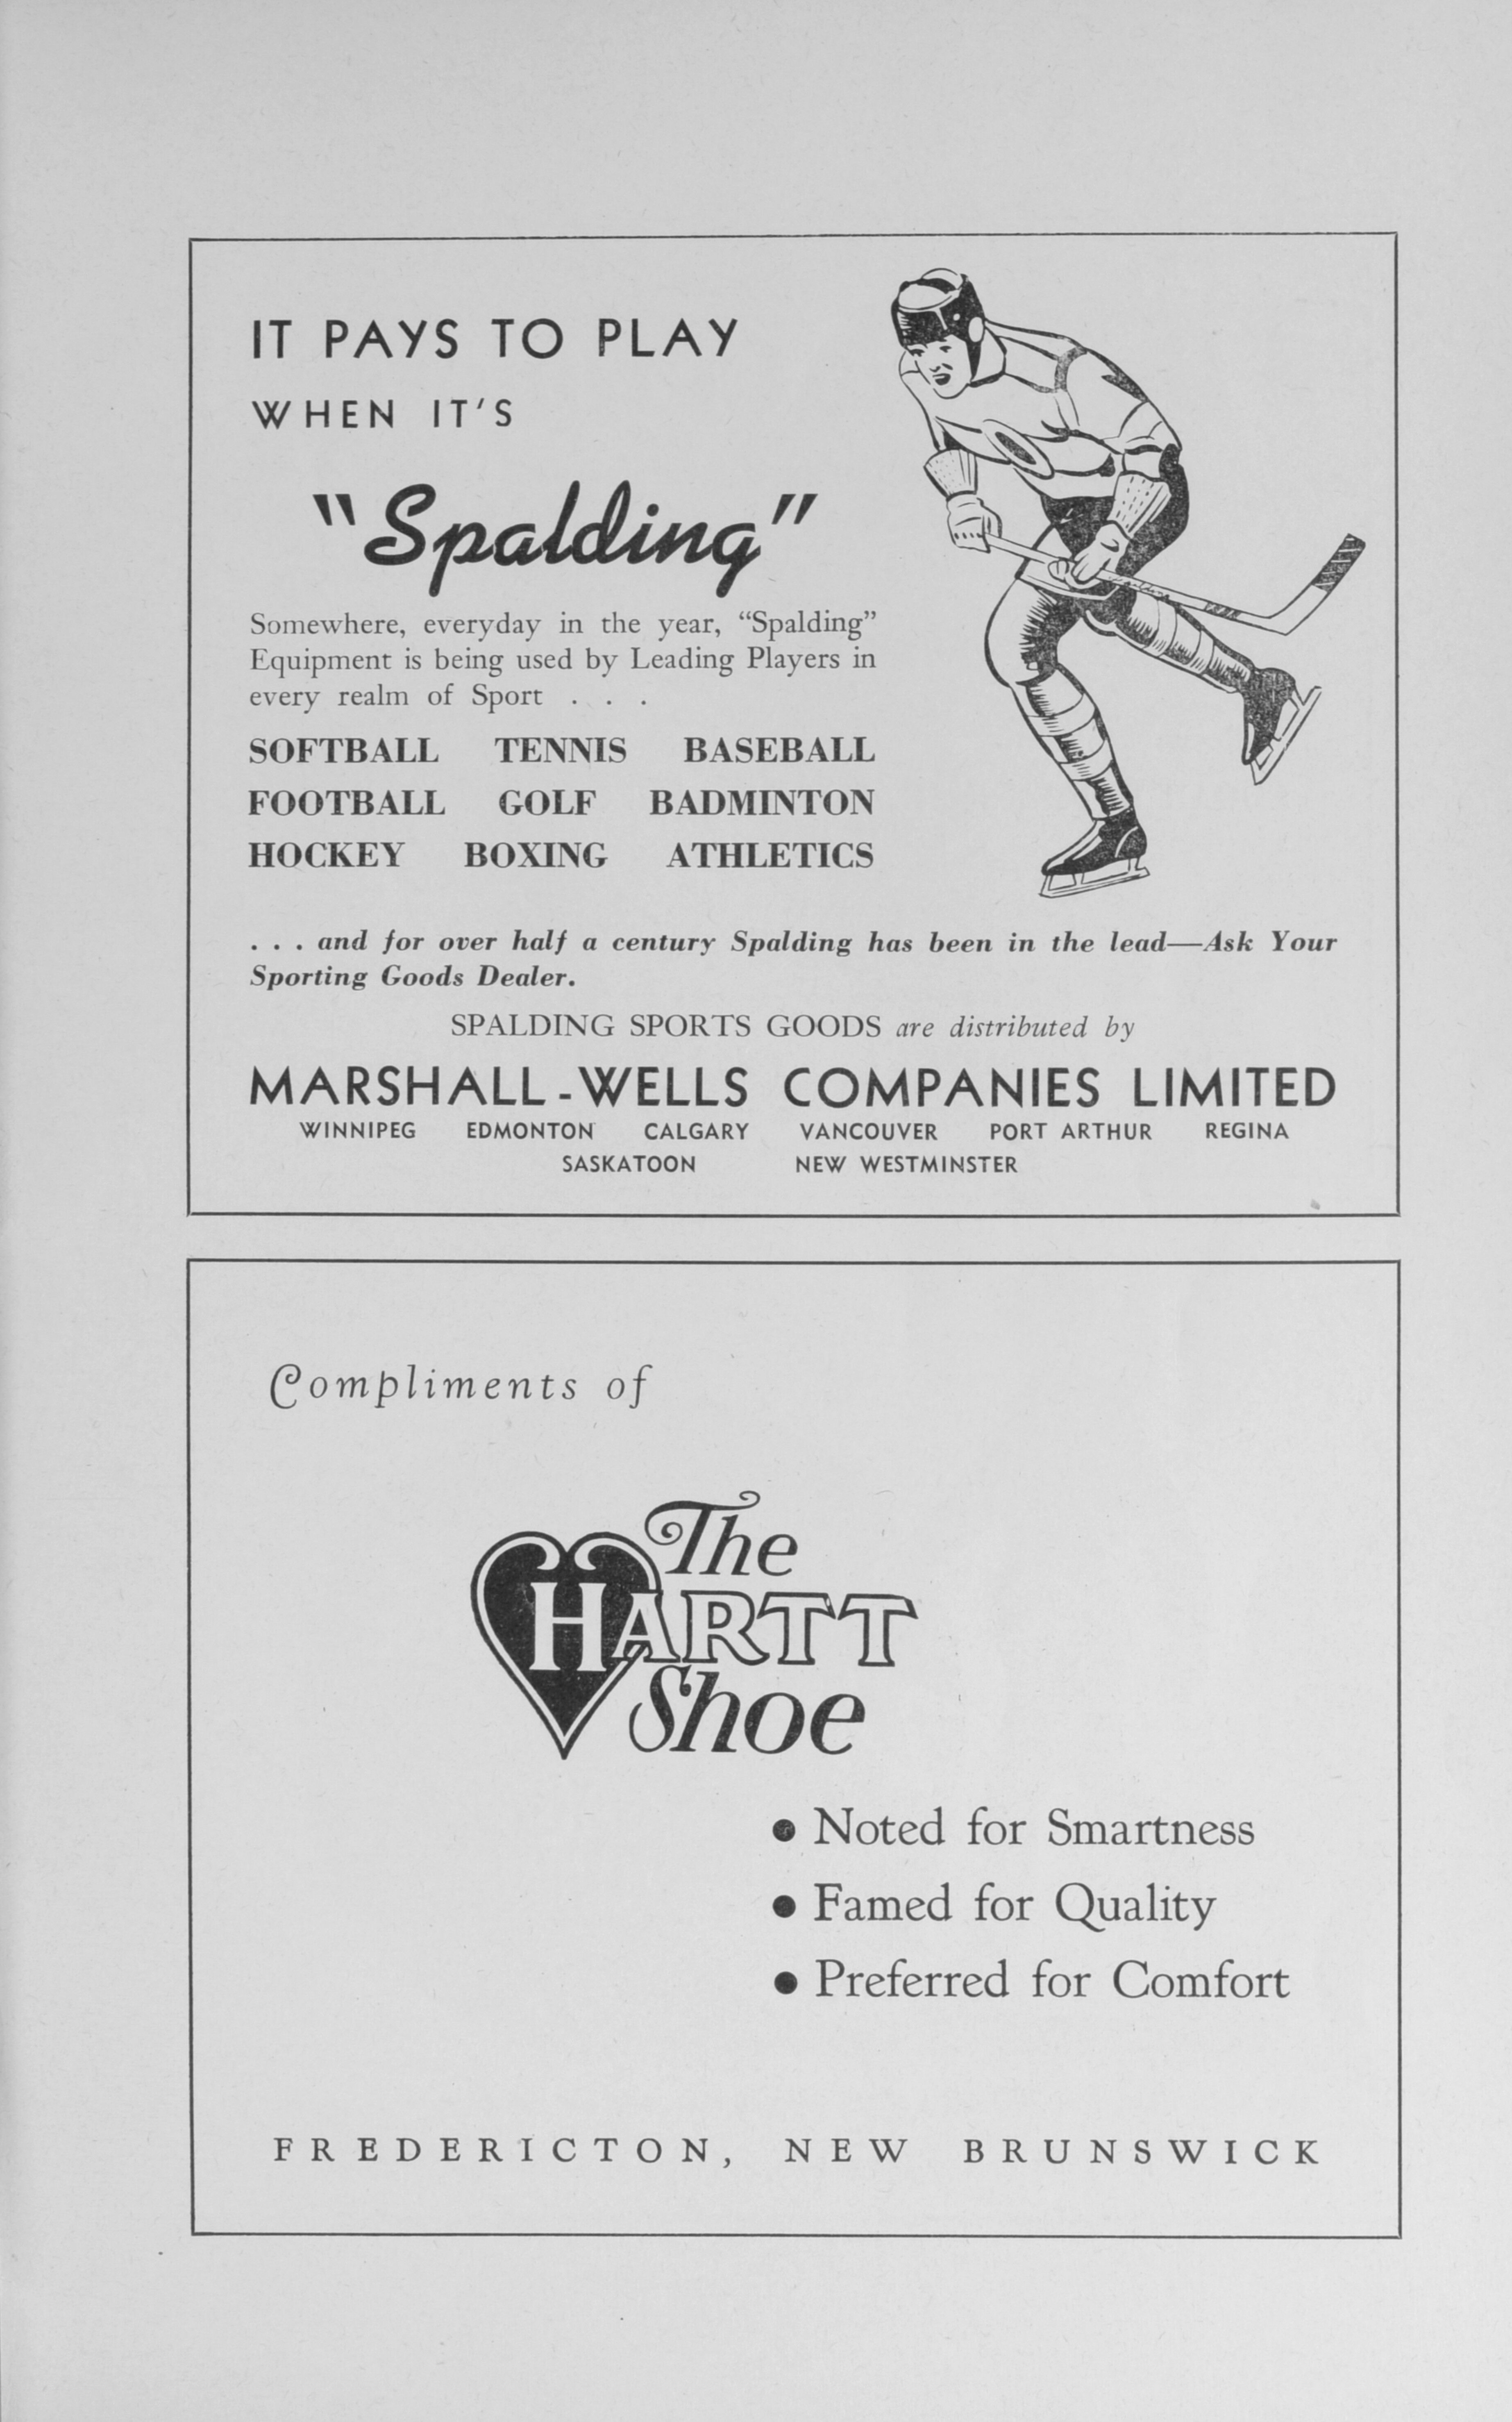 IT PAYS TO PLAY
WHEN IT'S
"Spalding"
Somewhere, everyday in the year, “Spalding”
Equipment is being used by Leading Players in
every realm of Sport . . .
SOFTBALL TENNIS BASEBALL
FOOTBALL GOLF BADMINTON
HOCKEY BOXING ATHLETICS
. . . and for over half a century Spalding has been in the lead—Ask Your
Sporting Goods Dealer.
SPALDING SPORTS GOODS are distributed by
MARSHALL-WELLS COMPANIES LIMITED
WINNIPEG EDMONTON CALGARY VANCOUVER PORT ARTHUR REGINA
SASKATOON NEW WESTMINSTER
Compliments of
The
HARTT
Shoe
• Noted for Smartness
• Famed for Quality
• Preferred for Comfort
FREDERICTON, NEW BRUNSWICK